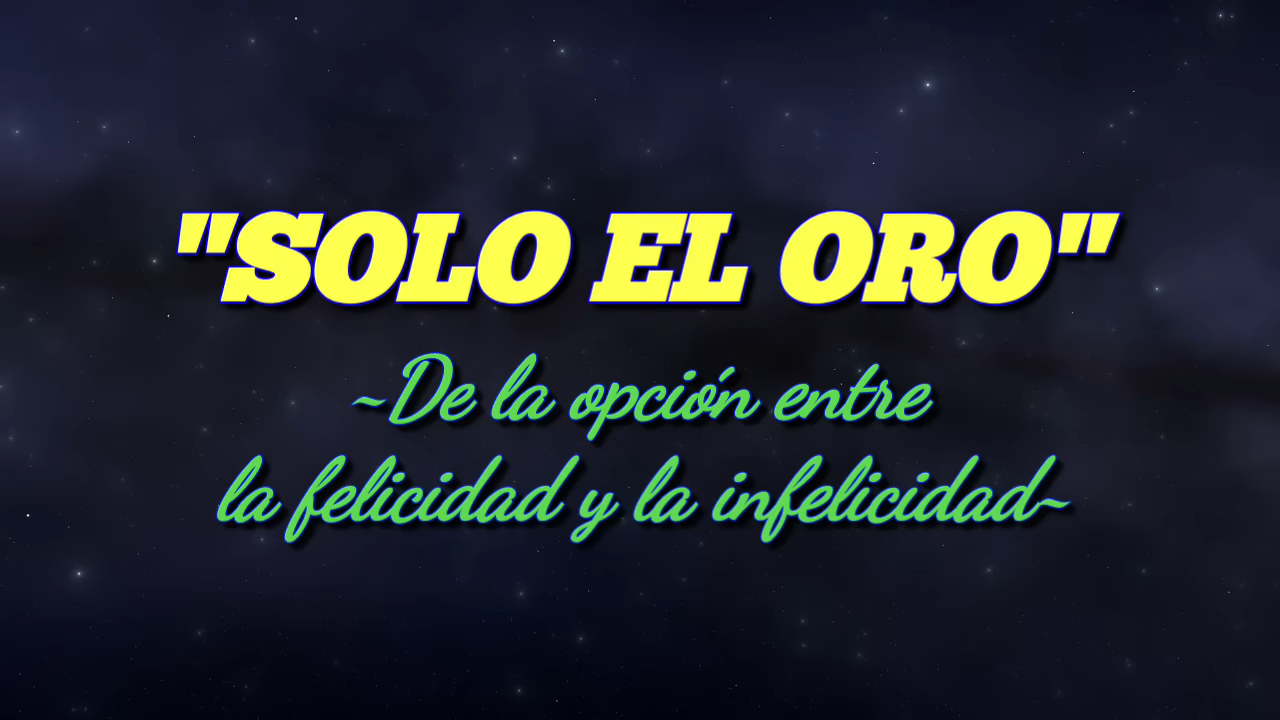 "SOLO EL ORO"
~De la opción entre
la felicidad y la infelicidad~